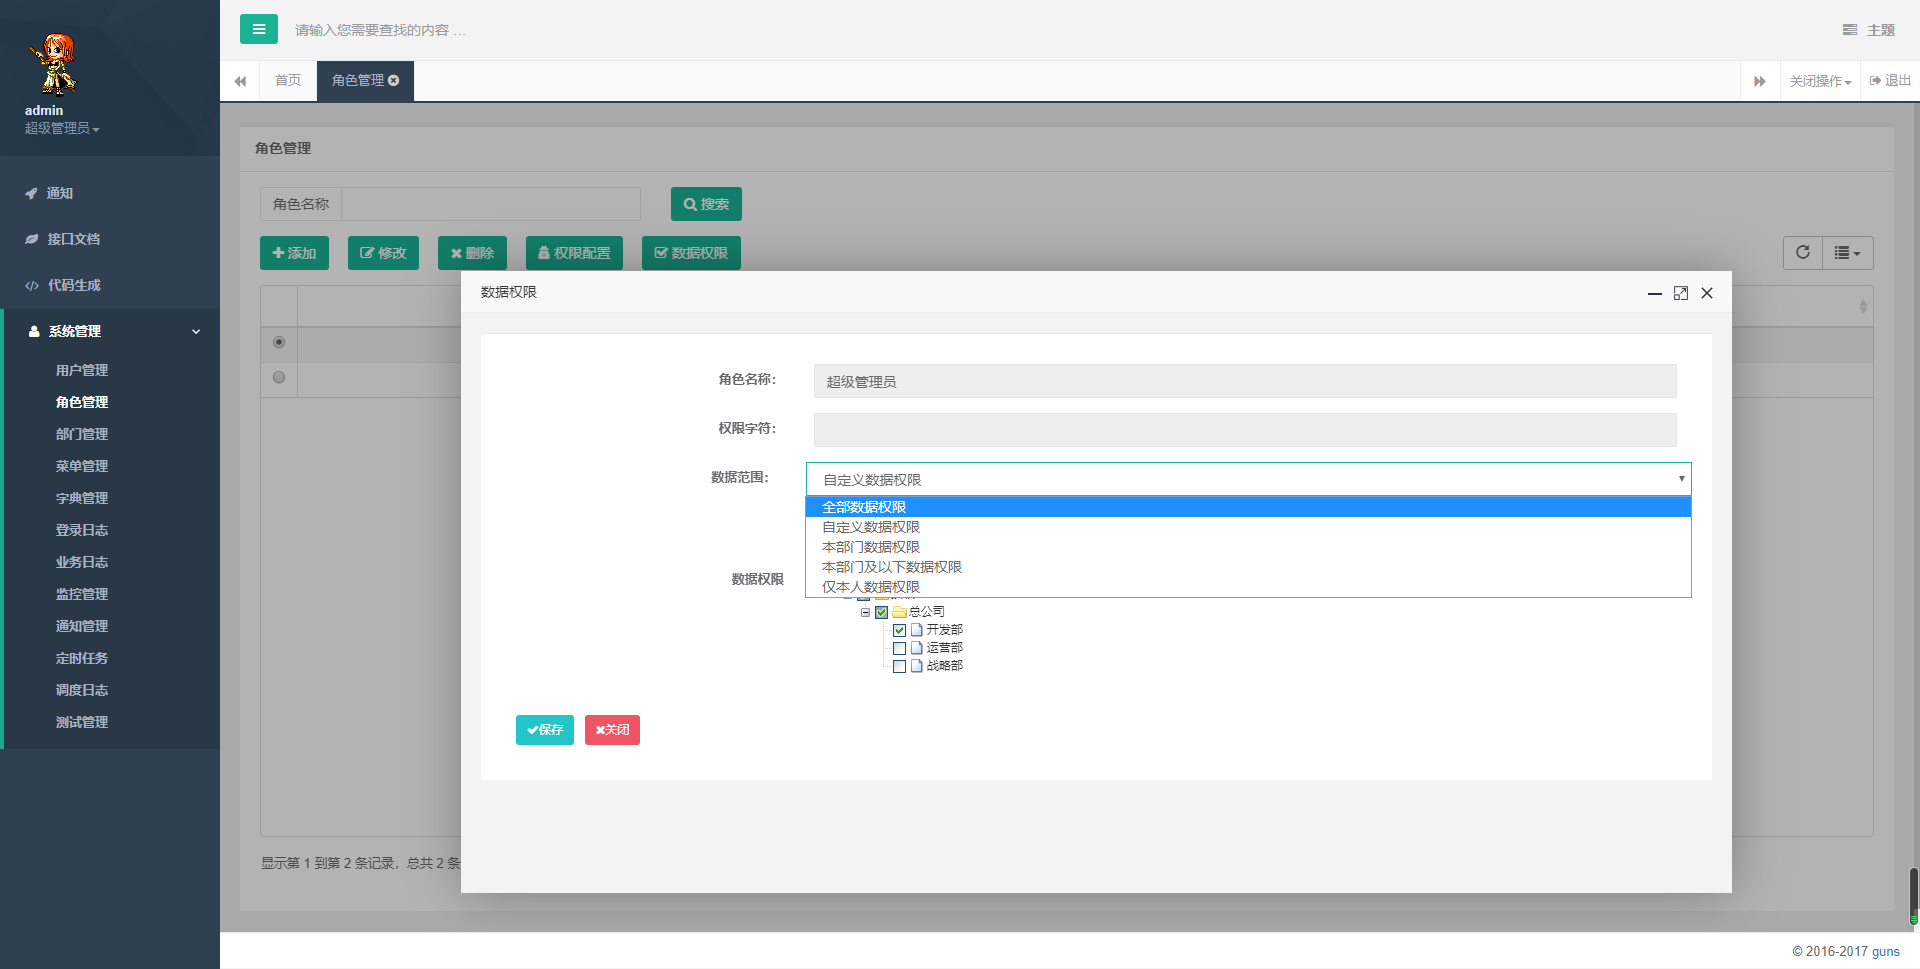 admin
超级管理员
通知
接口文档
代码生成
系统管理
用户管理
角色管理
部门管理
菜单管理
字典管理
登录日志
业务日志
监控管理
通知管理
定时任务
调度日志
测试管理
请输入您需要查找的内容 …
主题
首页
角色管理
关闭操作
退出
角色管理
角色名称
搜索
添加
修改
删除
权限配置
数据权限
数据权限
角色名称：
超级管理员
权限字符：
数据范围：
自定义数据权限
全部数据权限
自定义数据权限
本部门数据权限
本部门及以下数据权限
仅本人数据权限
数据权限
总公司
开发部
运营部
战略部
保存
关闭
显示第 1 到第 2 条记录，总共 2 条
© 2016-2017 guns